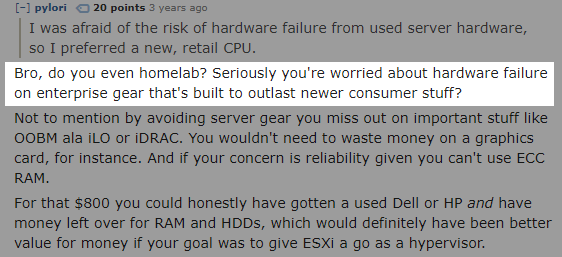 [-] pylori 20 points 3 years ago
I was afraid of the risk of hardware failure from used server hardware,
so I preferred a new, retail CPU.
Bro, do you even homelab? Seriously you're worried about hardware failure
on enterprise gear that's built to outlast newer consumer stuff?
Not to mention by avoiding server gear you miss out on important stuff like
OOBM ala iLO or iDRAC. You wouldn't need to waste money on a graphics
card, for instance. And if your concern is reliability given you can't use ECC
RAM.
For that $800 you could honestly have gotten a used Dell or HP and have
money left over for RAM and HDDs, which would definitely have been better
value for money if your goal was to give ESXi a go as a hypervisor.